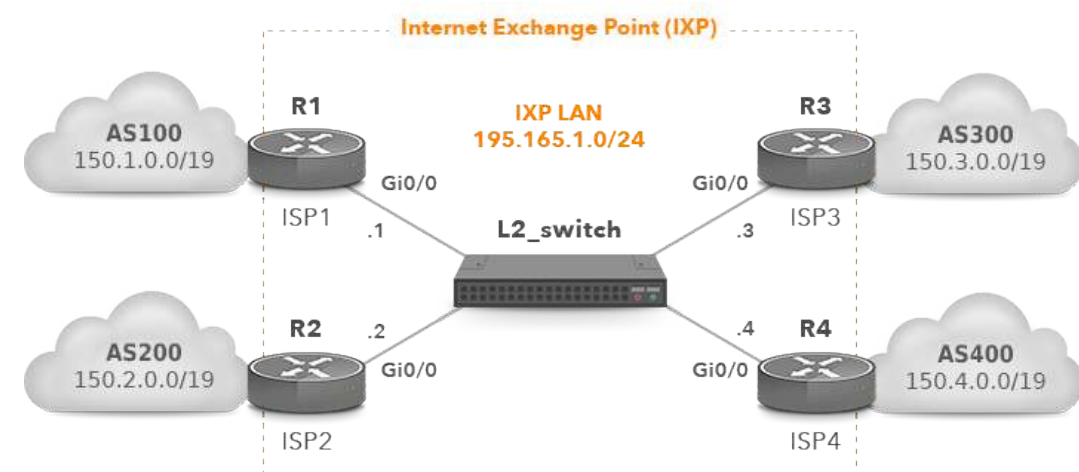 Internet Exchange Point (IXP)
R1
IXP LAN
195.165.1.0/24
R3
AS100
150.1.0.0/19
AS300
150.3.0.0/19
Gi0/0
Gi0/0
ISP1
ISP3
.1
L2_switch
.3
R2
.2
.4
R4
AS200
150.2.0.0/19
AS400
150.4.0.0/19
Gi0/0
Gi0/0
ISP2
ISP4